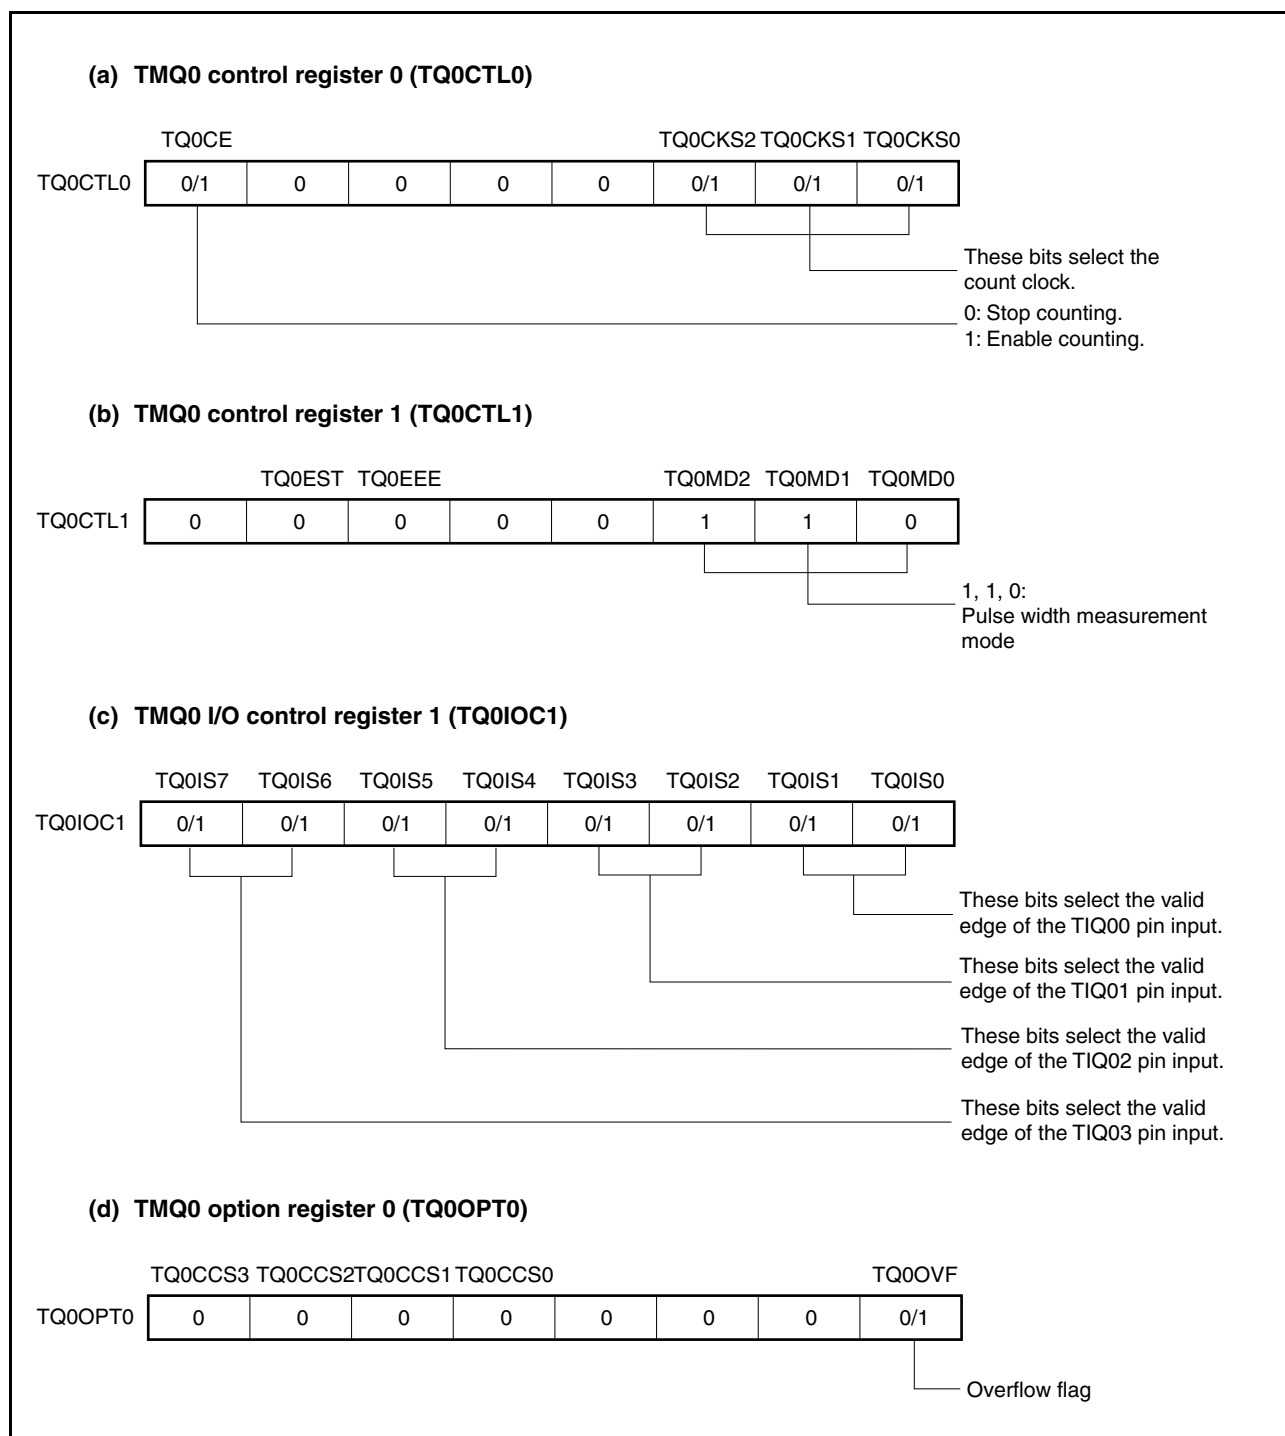 (a) TMQ0 control register 0 (TQ0CTL0)
TQ0CE TQ0CKS2 TQ0CKS1 TQ0CKS0
TQ0CTL0 0/1 0 0 0 0 0/1 0/1 0/1
These bits select the
count clock.
0: Stop counting.
1: Enable counting.
(b) TMQ0 control register 1 (TQ0CTL1)
TQ0EST TQ0EEE TQ0MD2 TQ0MD1 TQ0MD0
TQ0CTL1 0 0 0 0 0 1 1 0
1, 1, 0:
Pulse width measurement
mode
(c) TMQ0 I/O control register 1 (TQ0IOC1)
TQ0IS7 TQ0IS6 TQ0IS5 TQ0IS4 TQ0IS3 TQ0IS2 TQ0IS1 TQ0IS0
TQ0IOC1 0/1 0/1 0/1 0/1 0/1 0/1 0/1 0/1
These bits select the valid
edge of the TIQ00 pin input.
These bits select the valid
edge of the TIQ01 pin input.
These bits select the valid
edge of the TIQ02 pin input.
These bits select the valid
edge of the TIQ03 pin input.
(d) TMQ0 option register 0 (TQ0OPT0)
TQ0CCS3 TQ0CCS2 TQ0CCS1 TQ0CCS0 TQ0OVF
TQ0OPT0 0 0 0 0 0 0 0 0/1
Overflow flag